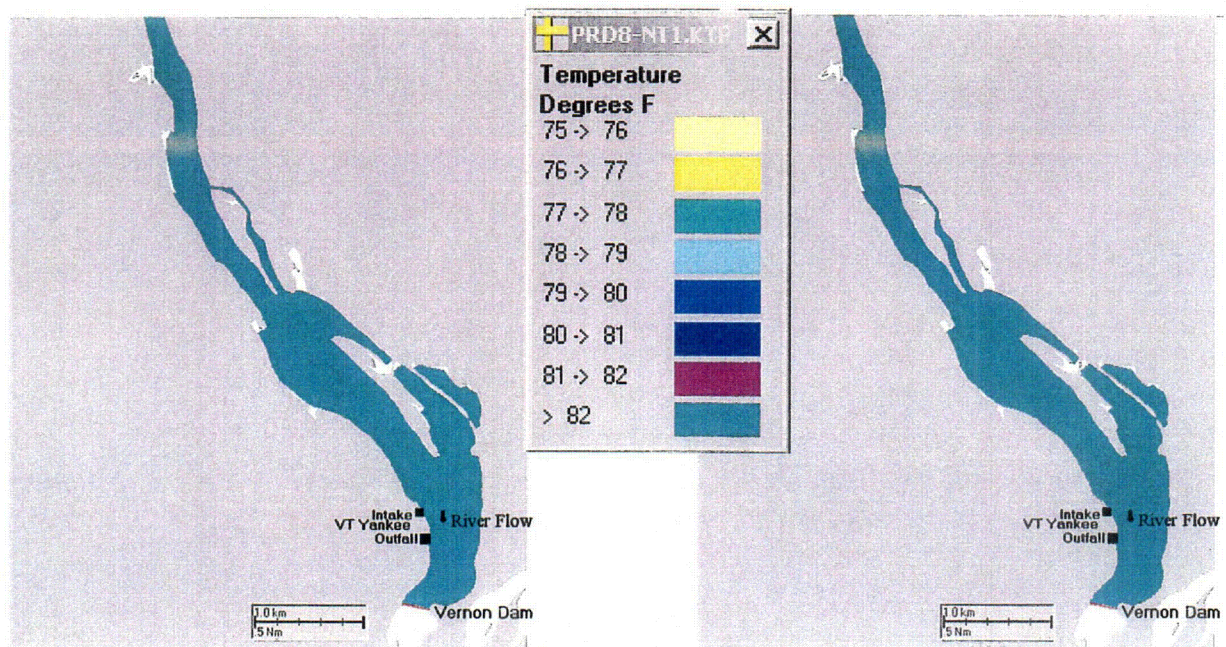 PRD8-NT1.KTP
Temperature
Degrees F
75 -> 76
76 -> 77
77 -> 78
78 -> 79
79 -> 80
80 -> 81
81 -> 82
> 82
Intake
VT Yankee
River Flow
Outfall
1.0 km
.5 Nm
Vernon Dam
Intake
VT Yankee
River Flow
Outfall
1.0 km
.5 Nm
Vernon Dam